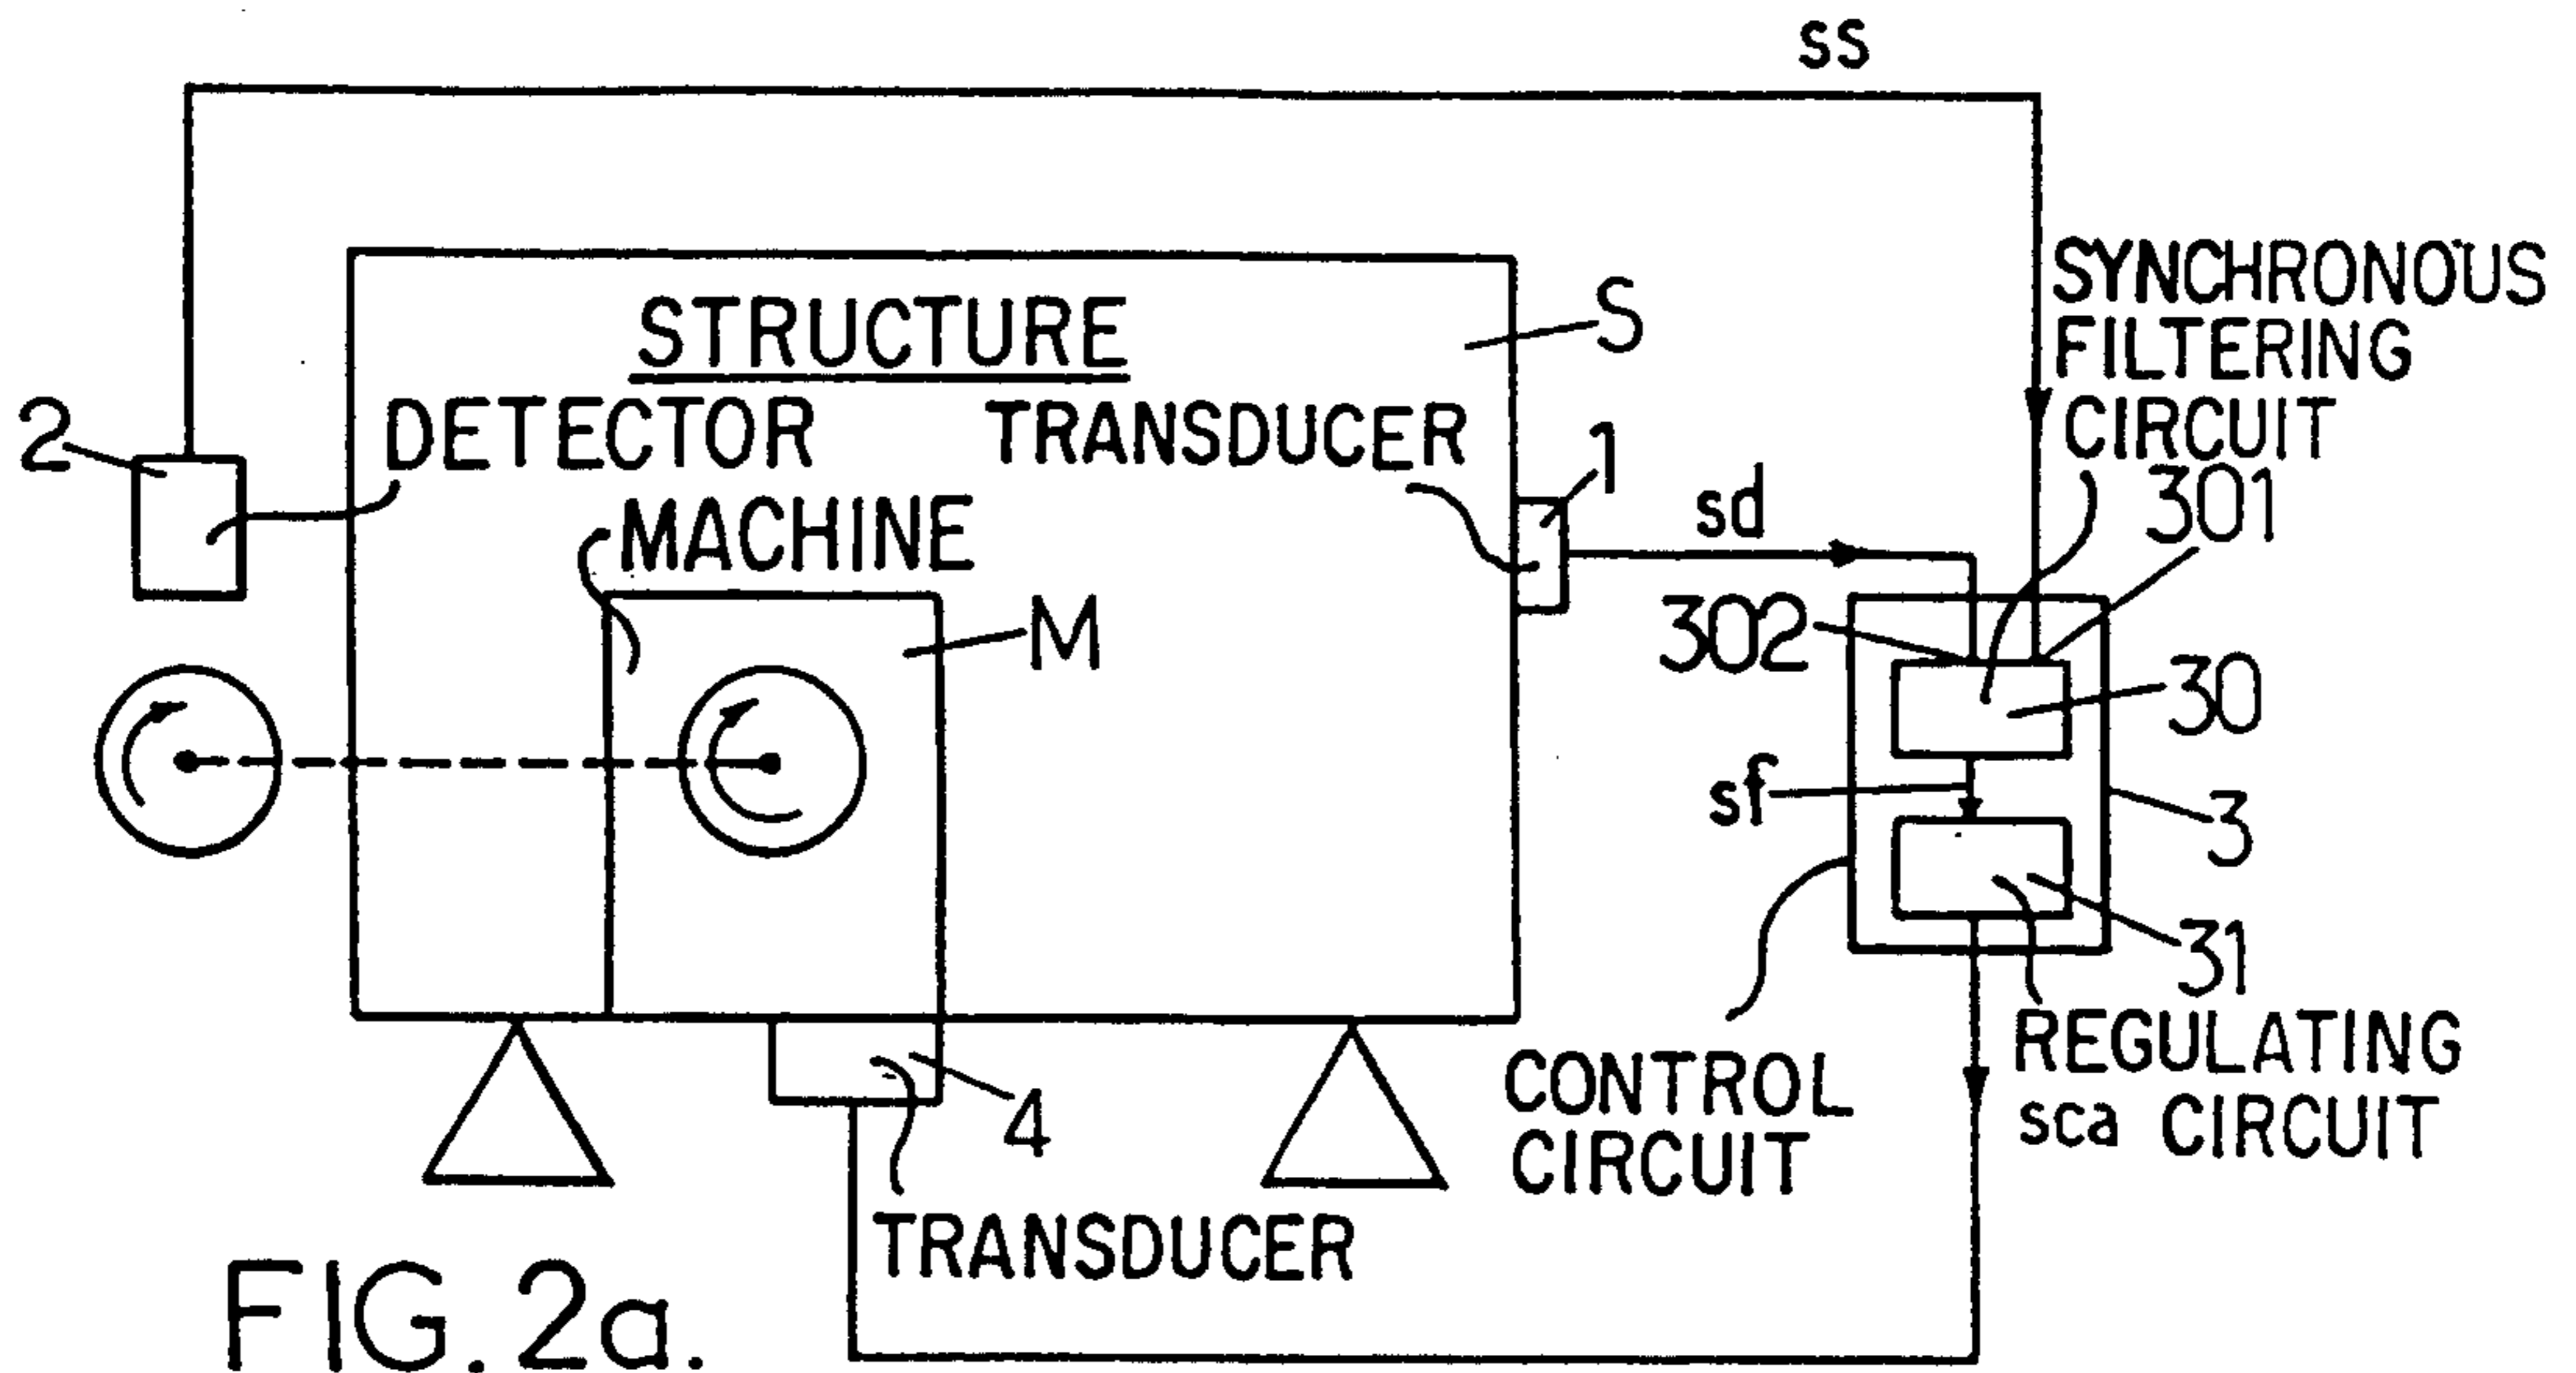 ss
SYNCHRONOUS
FILTERING
CIRCUIT
STRUCTURE
S
2
DETECTOR
TRANSDUCER
1
sd
301
MACHINE
M
302
30
sf
3
31
REGULATING
sca CIRCUIT
CONTROL
CIRCUIT
4
TRANSDUCER
FIG. 2a.